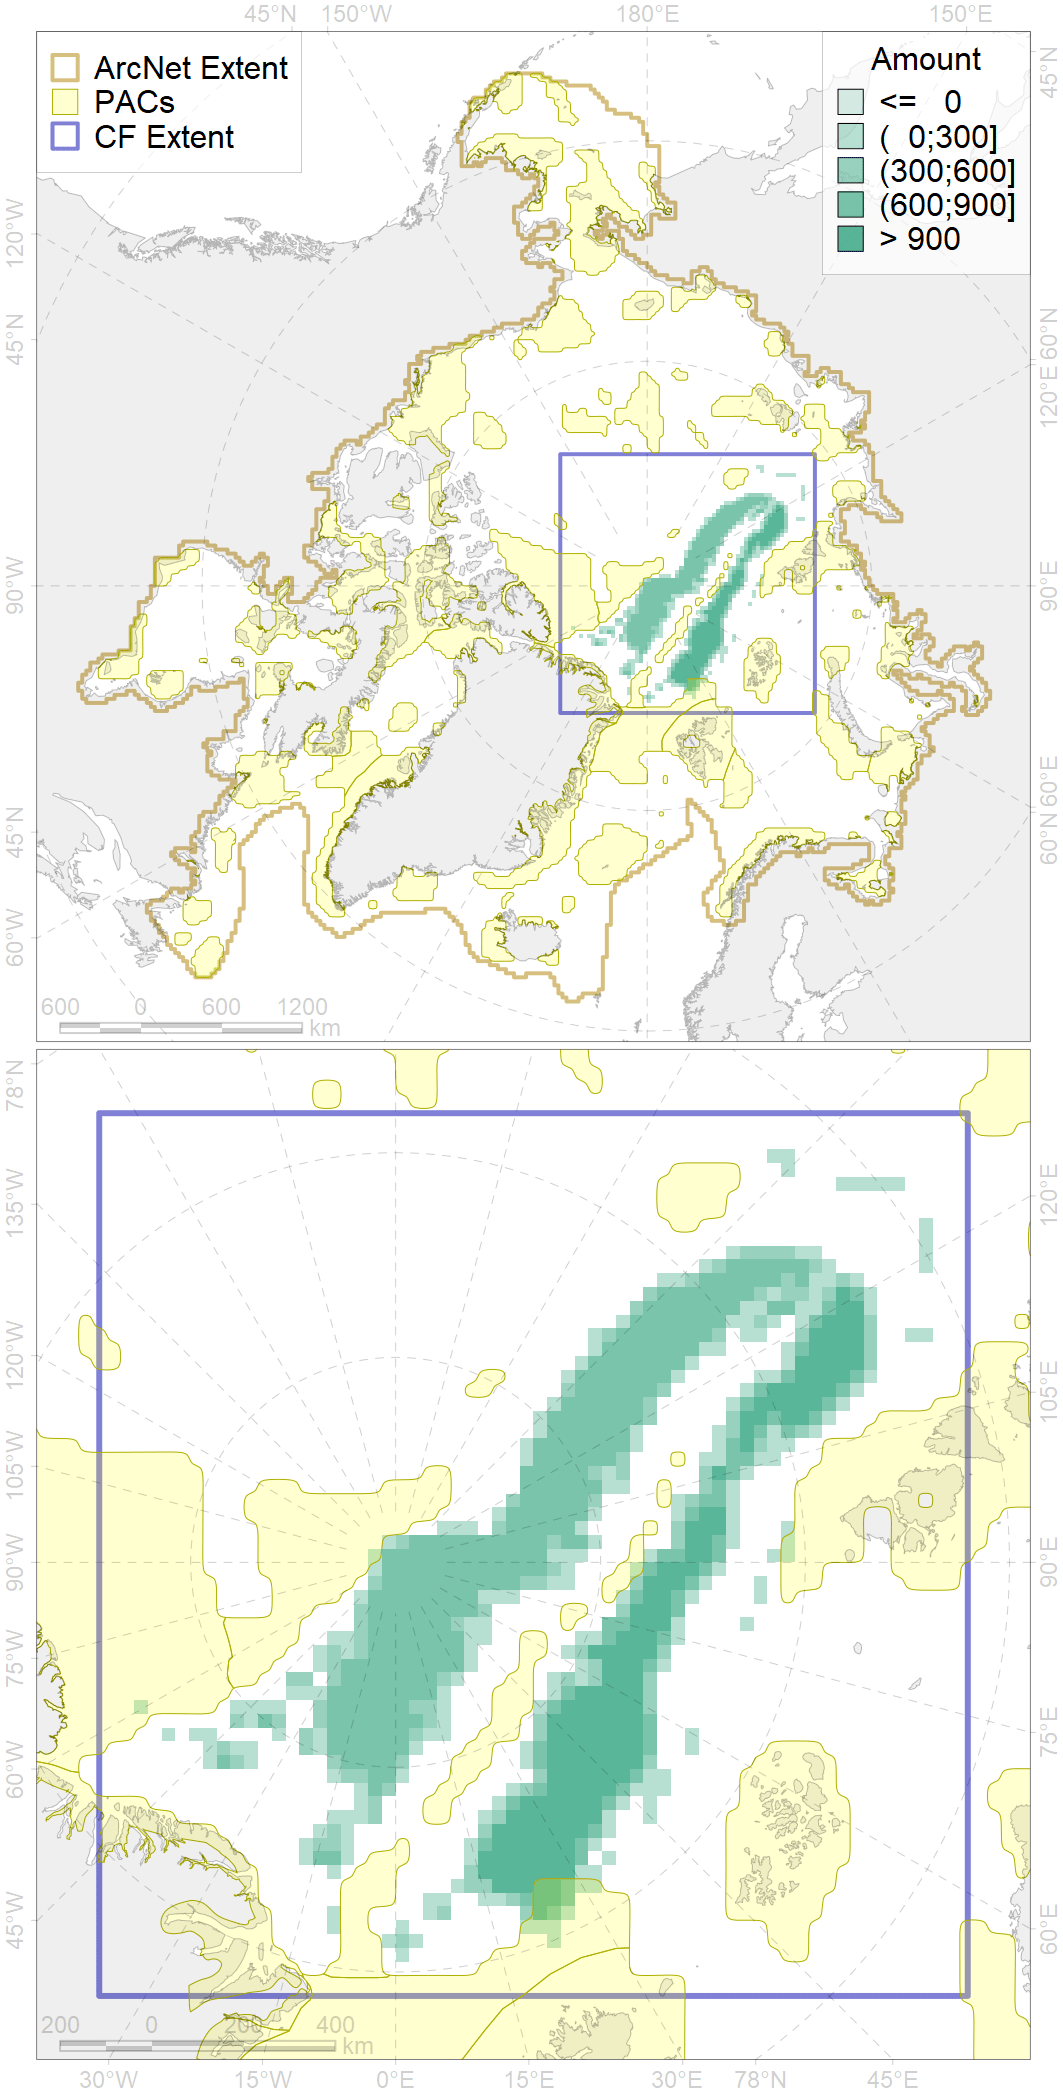 45°N 150°W 180°E 150°E
ArcNet Extent
PACs
CF Extent
Amount
<= 0
( 0;300]
(300;600]
(600;900]
> 900
120°W
45°N
90°W
45°N
60°W
45°N
60°N
120°E
90°E
60°E
60°N
600 0 600 1200
km
78°N
135°W
120°W
105°W
90°W
75°W
60°W
45°W
120°E
105°E
90°E
75°E
60°E
200 0 200 400
km
30°W 15°W 0°E 15°E 30°E 78°N 45°E